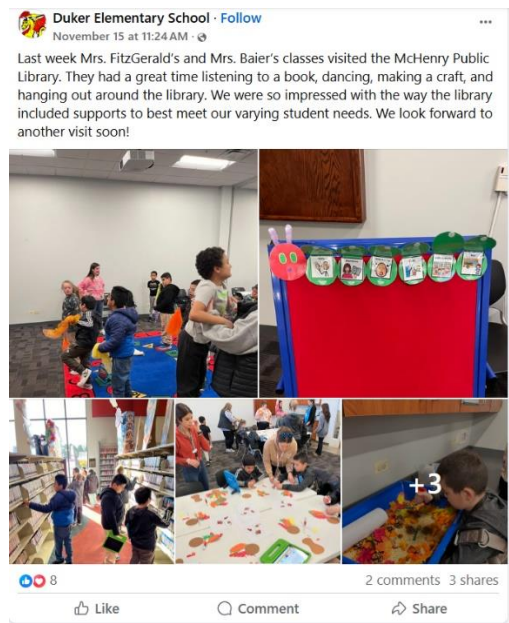 Duker Elementary School · Follow
November 15 at 11:24 AM ·
Last week Mrs. FitzGerald's and Mrs. Baier's classes visited the McHenry Public
Library. They had a great time listening to a book, dancing, making a craft, and
hanging out around the library. We were so impressed with the way the library
included supports to best meet our varying student needs. We look forward to
another visit soon!
+3
8
2 comments 3 shares
Like
Comment
Share